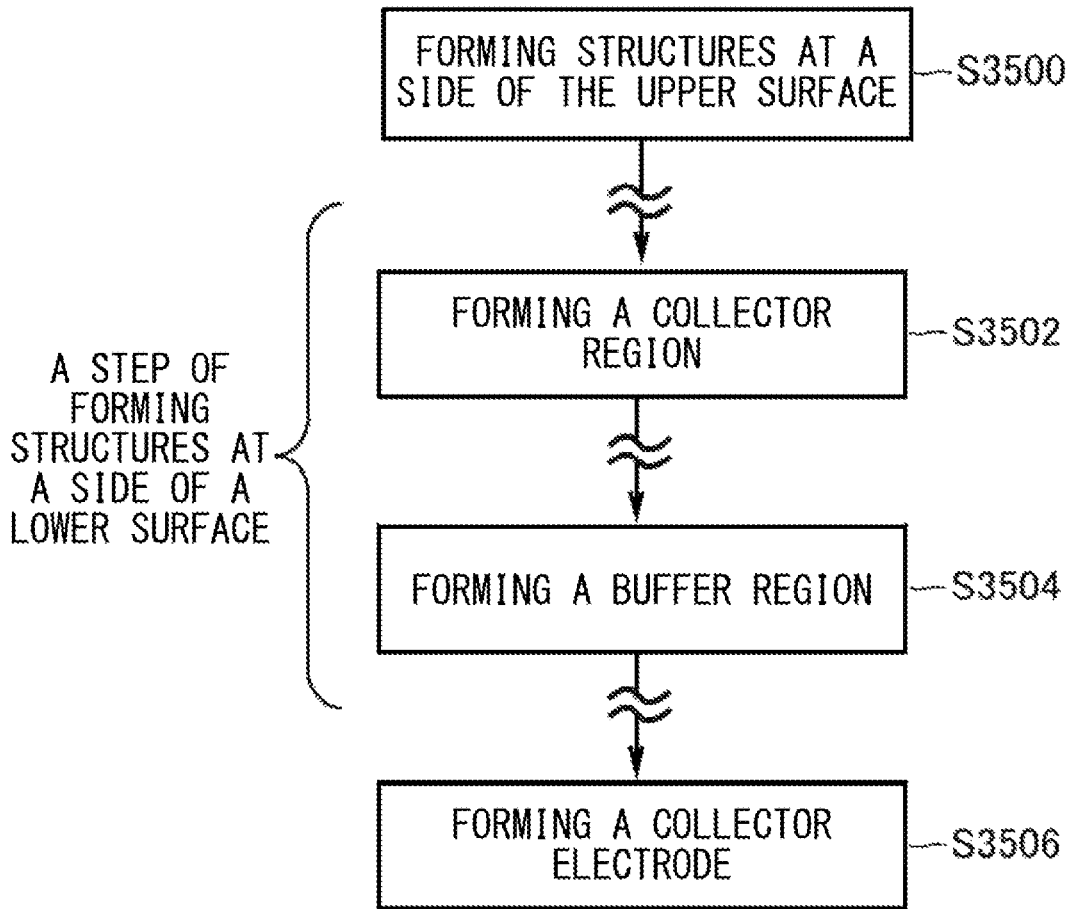 FORMING STRUCTURES AT A
SIDE OF THE UPPER SURFACE
S3500
FORMING A COLLECTOR
REGION
S3502
A STEP OF
FORMING
STRUCTURES AT
A SIDE OF A
LOWER SURFACE
FORMING A BUFFER REGION
S3504
FORMING A COLLECTOR
ELECTRODE
S3506